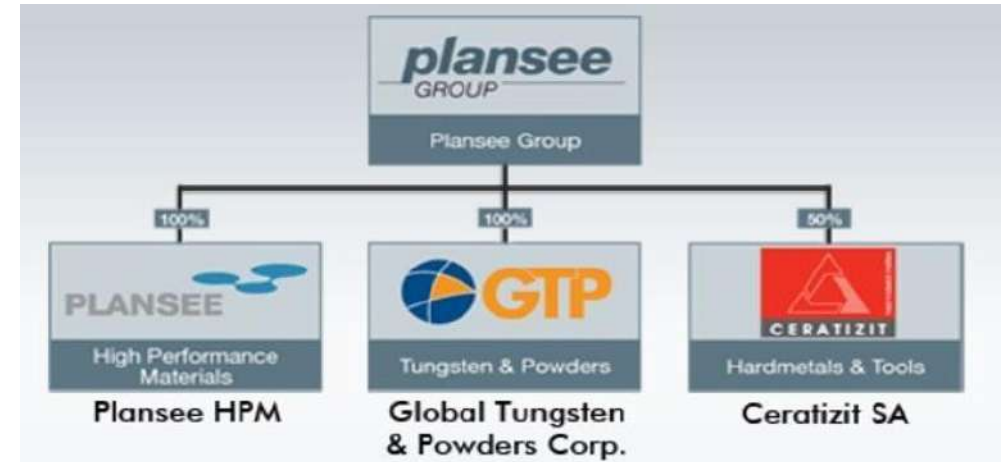 plansee
GROUP
Plansee Group
100%
100%
50%
PLANSEE
GTP
CERATIZIT
High Performance
Materials
Tungsten & Powders
Hardmetals & Tools
Plansee HPM
Global Tungsten
& Powders Corp.
Ceratizit SA